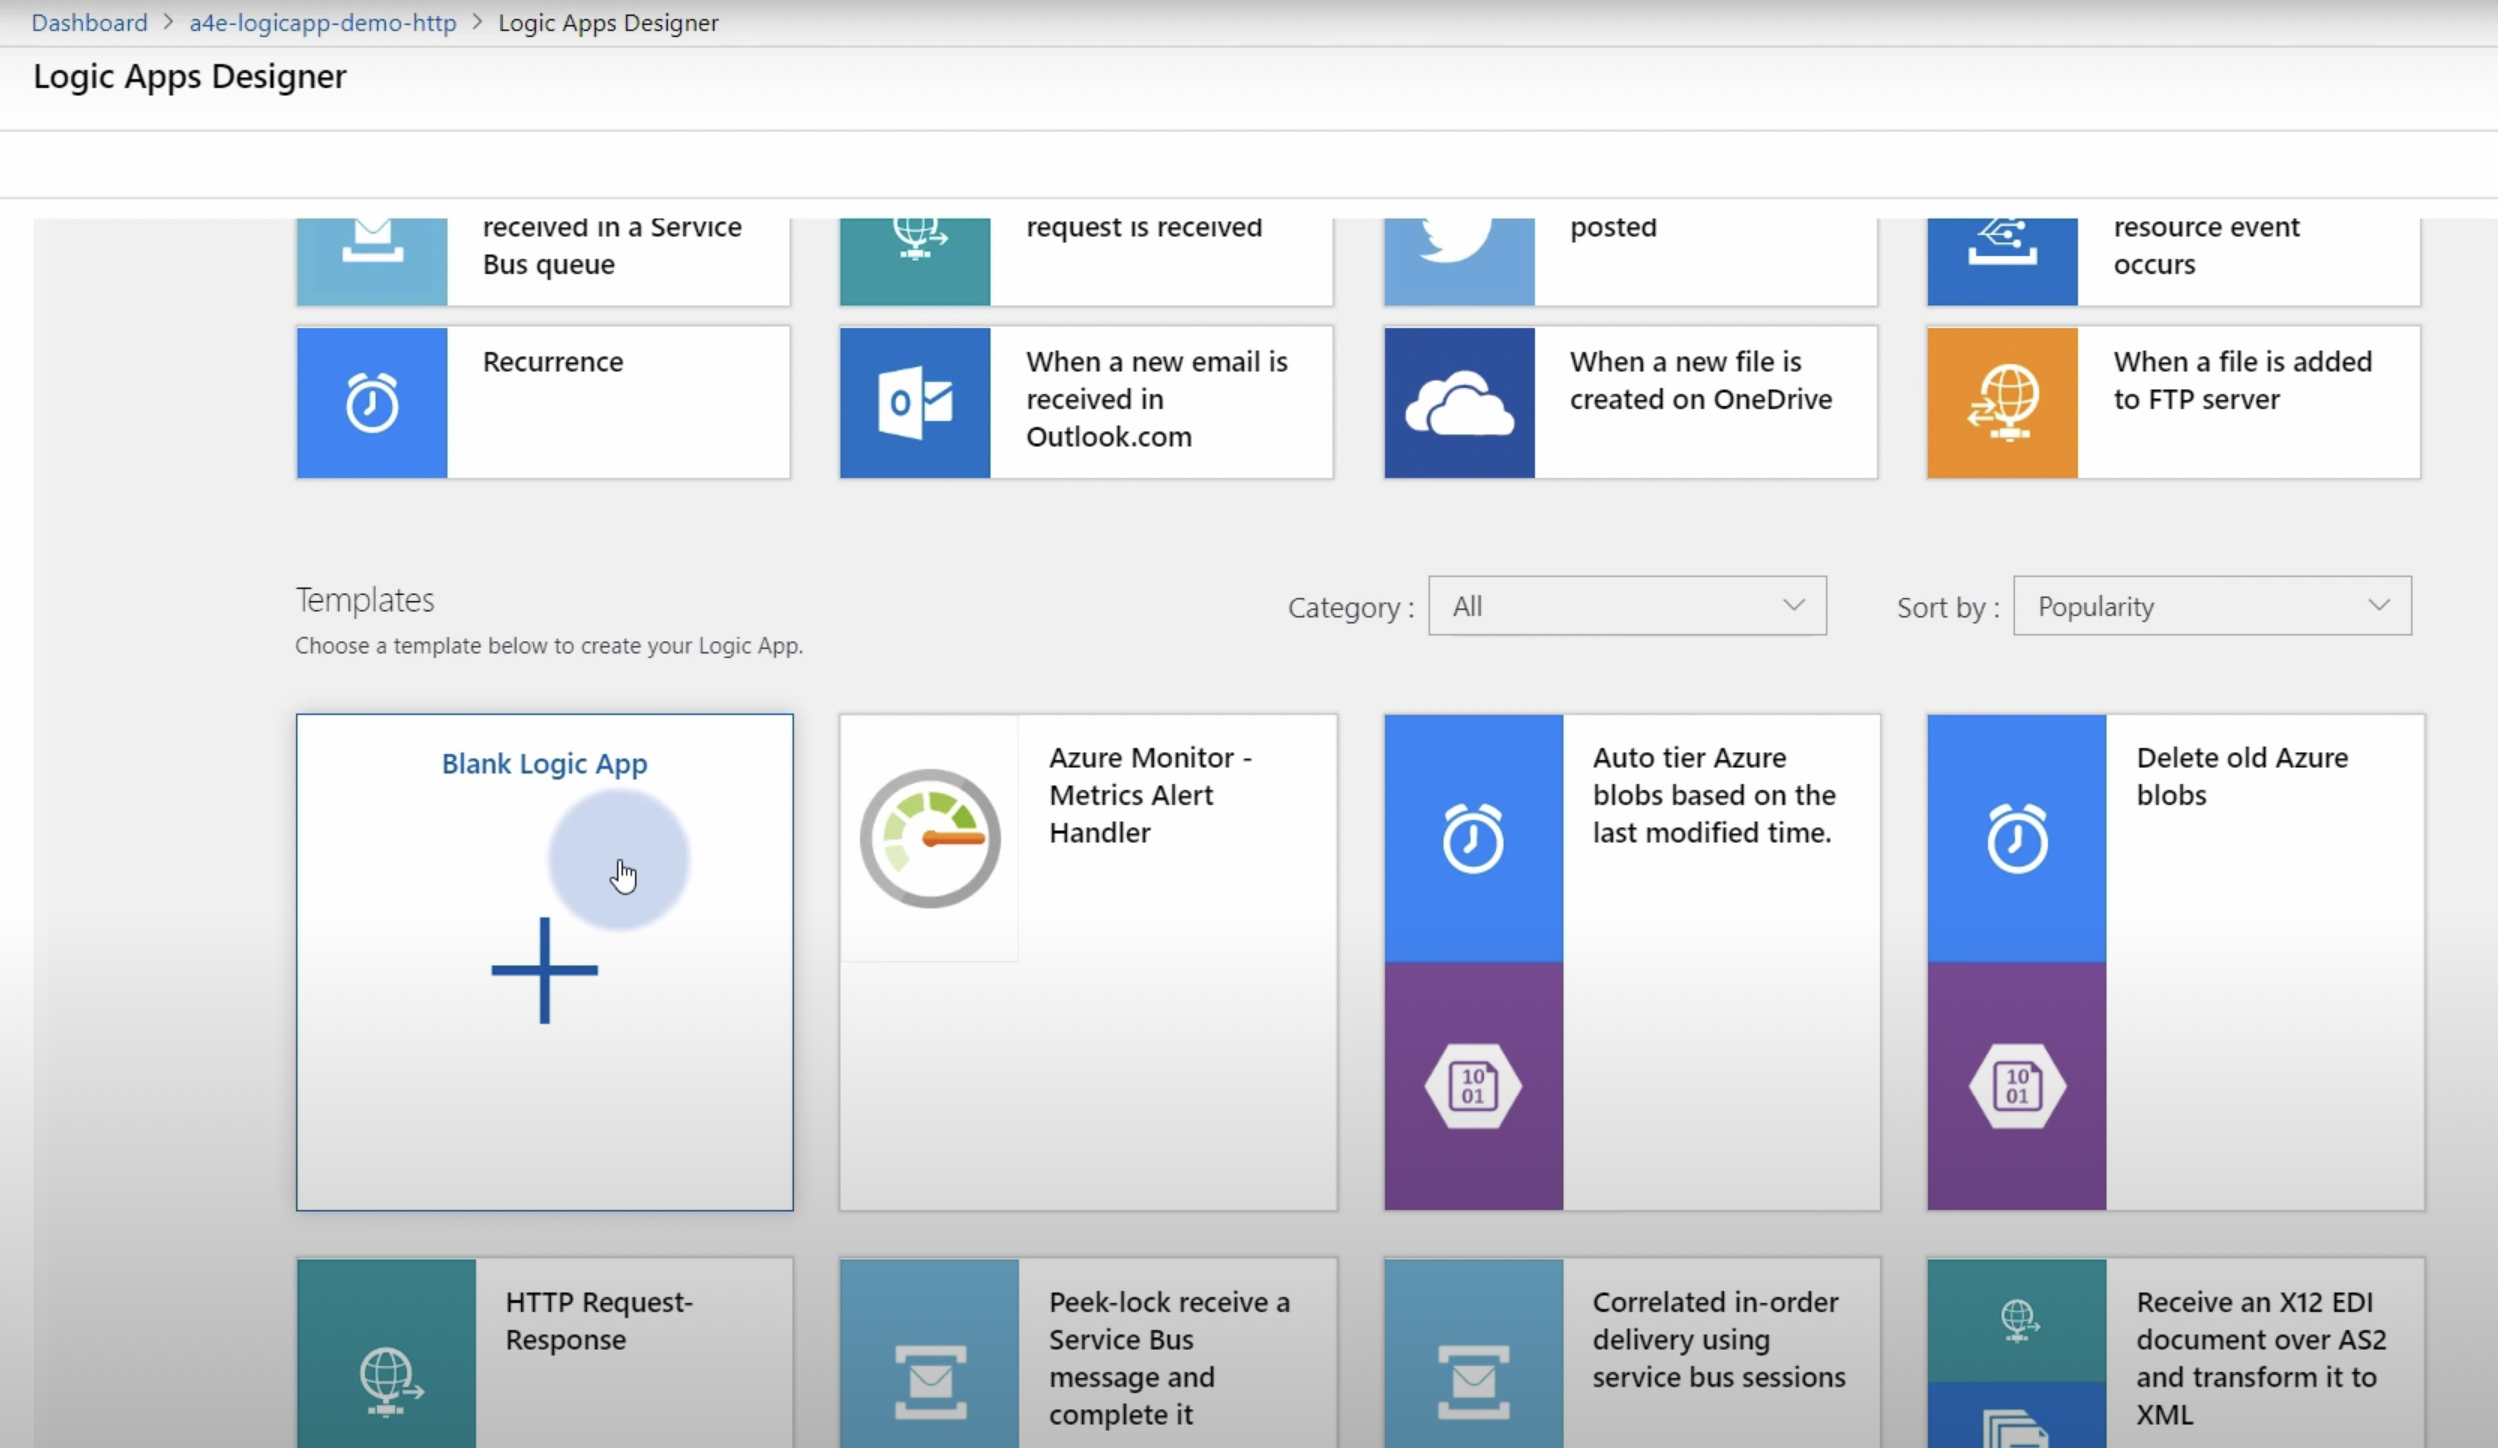 Dashboard > a4e-logicapp-demo-http > Logic Apps Designer
Logic Apps Designer
received in a Service
Bus queue
request is received
posted
resource event
occurs
Recurrence
When a new email is
received in
Outlook.com
When a new file is
created on OneDrive
When a file is added
to FTP server
Templates
Choose a template below to create your Logic App.
Category :
All
Sort by :
Popularity
Blank Logic App
Azure Monitor -
Metrics Alert
Handler
Auto tier Azure
blobs based on the
last modified time.
10
01
Delete old Azure
blobs
10
01
HTTP Request-
Response
Peek-lock receive a
Service Bus
message and
complete it
Correlated in-order
delivery using
service bus sessions
Receive an X12 EDI
document over AS2
and transform it to
XML